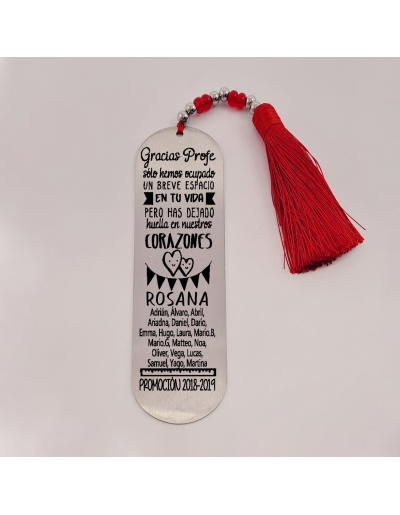 Gracias Profe
sólo hemos ocupado
UN BREVE ESPACIO
EN TU VIDA
PERO HAS DEJADO
huella en nuestros
CORAZONES
ROSANA
Adrián, Álvaro, Abril,
Ariadna, Daniel, Dario,
Emma, Hugo, Laura, Mario.B,
Mario.G, Matteo, Noa,
Oliver, Vega, Lucas,
Samuel, Yago, Martina
PROMOCIÓN 2018-2019